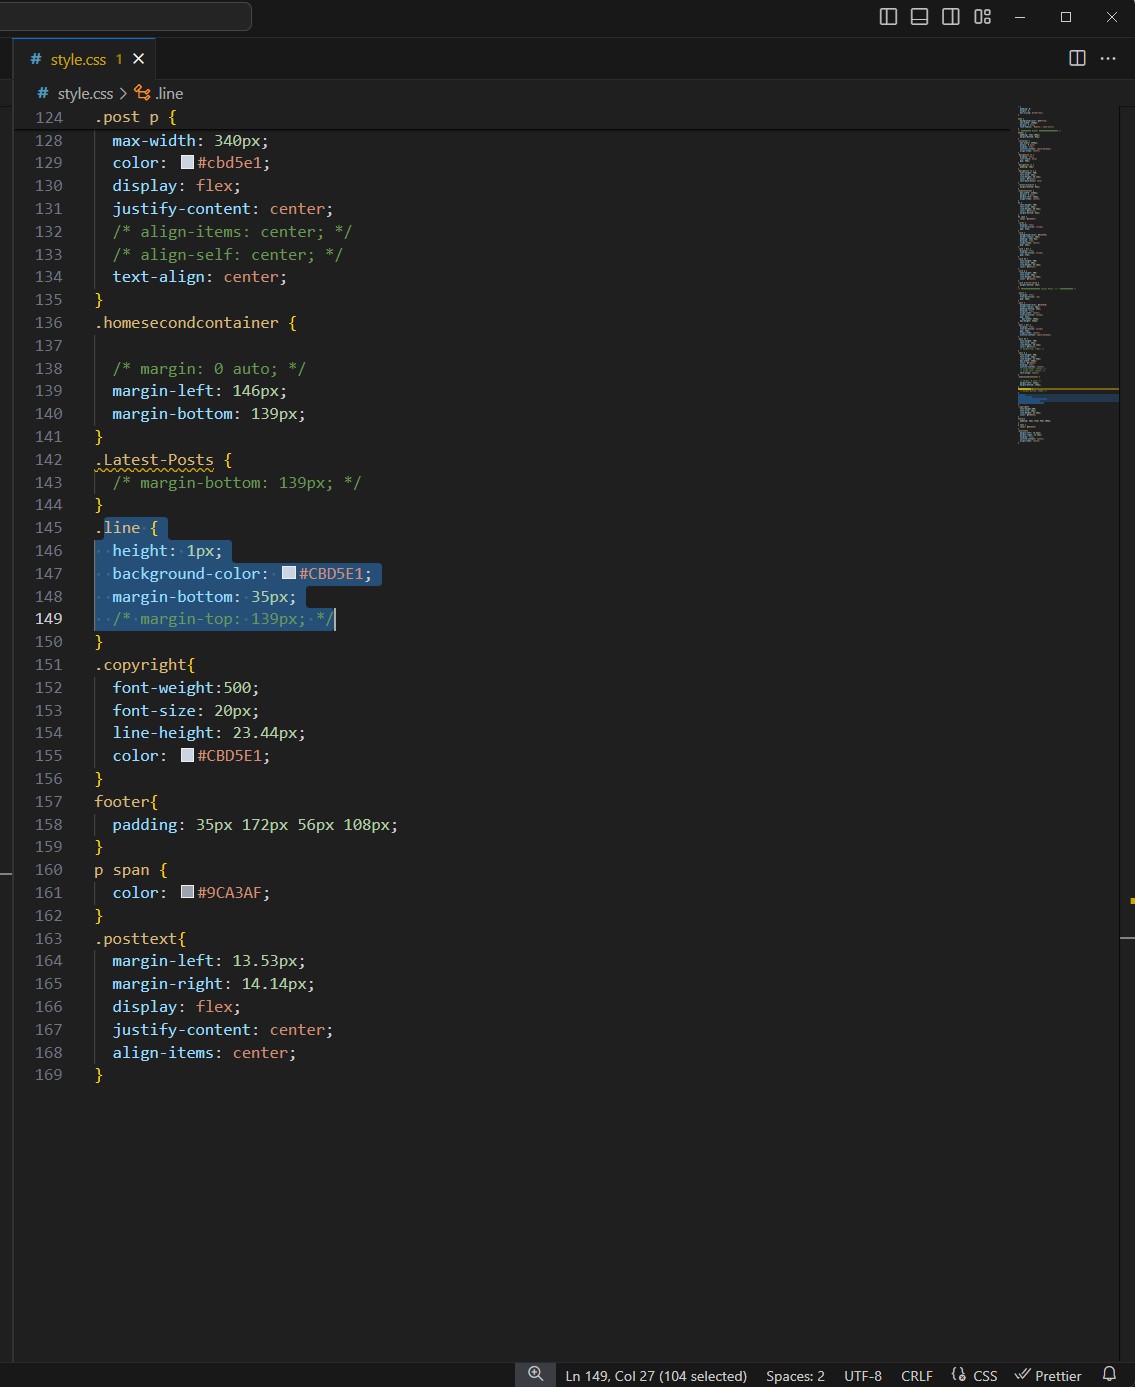 # style.css 1
# style.css > .line
124 .post p {
128 max-width: 340px;
129 color: #cbd5e1;
130 display: flex;
131 justify-content: center;
132 /* align-items: center; */
133 /* align-self: center; */
134 text-align: center;
135 }
136 .homesecondcontainer {
137
138 /* margin: 0 auto; */
139 margin-left: 146px;
140 margin-bottom: 139px;
141 }
142 .Latest-Posts {
143 /* margin-bottom: 139px; */
144 }
145 .line {
146 height: 1px;
147 background-color: #CBD5E1;
148 margin-bottom: 35px;
149 /* margin-top: 139px; */
150 }
151 .copyright{
152 font-weight:500;
153 font-size: 20px;
154 line-height: 23.44px;
155 color: #CBD5E1;
156 }
157 footer{
158 padding: 35px 172px 56px 108px;
159 }
160 p span {
161 color: #9CA3AF;
162 }
163 .posttext{
164 margin-left: 13.53px;
165 margin-right: 14.14px;
166 display: flex;
167 justify-content: center;
168 align-items: center;
169 }
Ln 149, Col 27 (104 selected) Spaces: 2 UTF-8 CRLF CSS Prettier